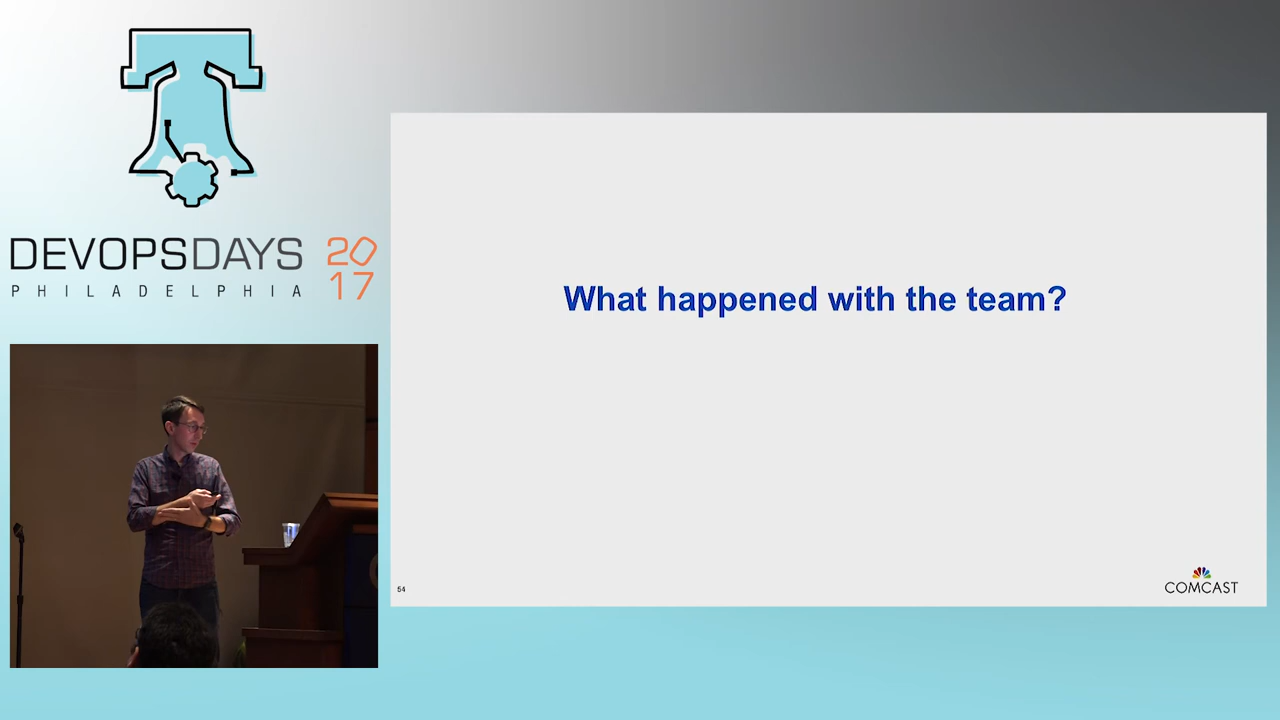 DEVOPSDAYS
PHILADELPHIA
20
17
What happened with the team?
54
COMCAST